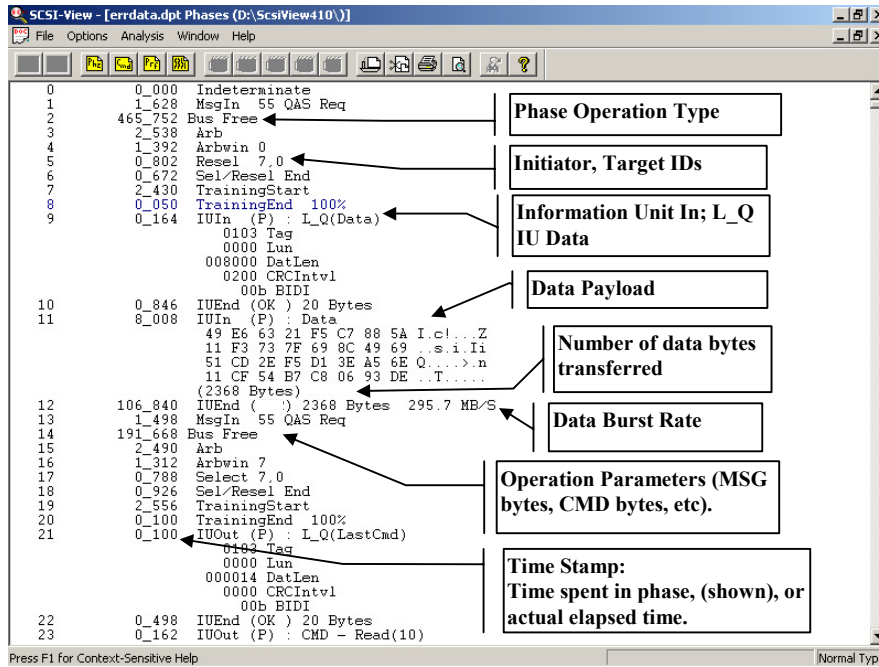 SCSI-View - [errdata.dpt Phases (D:\ScsiView410\)]
File Options Analysis Window Help
0 0_000 Indeterminate
1 1_628 MsgIn 55 QAS Req
2 465_752 Bus Free
3 2_538 Arb
4 1_392 Arbwin 0
5 0_802 Resel 7,0
6 0_672 Sel/Resel End
7 2_430 TrainingStart
8 0_050 TrainingEnd 100%
9 0_164 IUIn (P) : L_Q(Data)
0103 Tag
0000 Lun
008000 DatLen
0200 CRCIntvl
00b BIDI
10 0_846 IUEnd (OK ) 20 Bytes
11 8_008 IUIn (P) : Data
49 E6 63 21 F5 C7 88 5A I.c!...Z
11 F3 73 7F 69 8C 49 69 ..s.i.Ii
51 CD 2E F5 D1 3E A5 6E Q....>.n
11 CF 54 B7 C8 06 93 DE ..T.....
(2368 Bytes)
12 106_840 IUEnd ( ) 2368 Bytes 295.7 MB/S
13 1_498 MsgIn 55 QAS Req
14 191_668 Bus Free
15 2_490 Arb
16 1_312 Arbwin 7
17 0_788 Select 7,0
18 0_926 Sel/Resel End
19 2_556 TrainingStart
20 0_100 TrainingEnd 100%
21 0_100 IUOut (P) : L_Q(LastCmd)
0103 Tag
0000 Lun
000014 DatLen
0000 CRCIntvl
00b BIDI
22 0_498 IUEnd (OK ) 20 Bytes
23 0_162 IUOut (P) : CMD - Read(10)
Phase Operation Type
Initiator, Target IDs
Information Unit In; L_Q
IU Data
Data Payload
Number of data bytes
transferred
Data Burst Rate
Operation Parameters (MSG
bytes, CMD bytes, etc).
Time Stamp:
Time spent in phase, (shown), or
actual elapsed time.
Press F1 for Context-Sensitive Help
Normal Typ